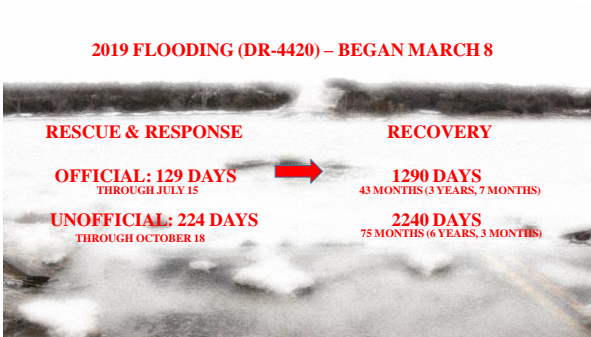 2019 FLOODING (DR-4420) – BEGAN MARCH 8
RESCUE & RESPONSE
RECOVERY
OFFICIAL: 129 DAYS
THROUGH JULY 15
1290 DAYS
43 MONTHS (3 YEARS, 7 MONTHS)
UNOFFICIAL: 224 DAYS
THROUGH OCTOBER 18
2240 DAYS
75 MONTHS (6 YEARS, 3 MONTHS)